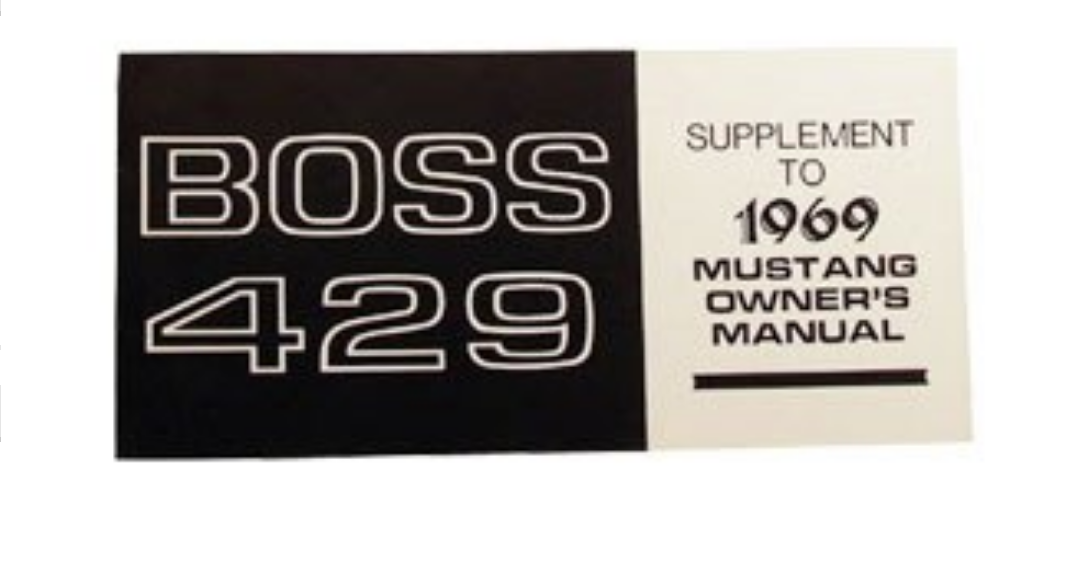 BOSS
429
SUPPLEMENT
TO
1969
MUSTANG
OWNER'S
MANUAL